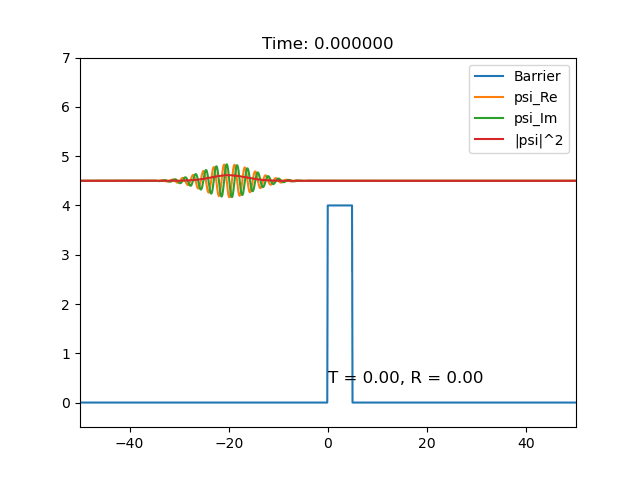 Time: 0.000000
7
6
5
4
3
2
1
0
Barrier
psi_Re
psi_Im
|psi|^2
T = 0.00, R = 0.00
−40
−20
0
20
40